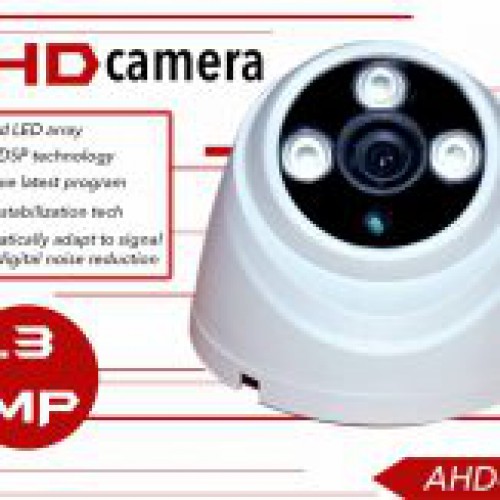 HD camera
d LED array
DSP technology
latest program
stabilization tech
atically adapt to signal
digital noise reduction
.3
MP
AHD